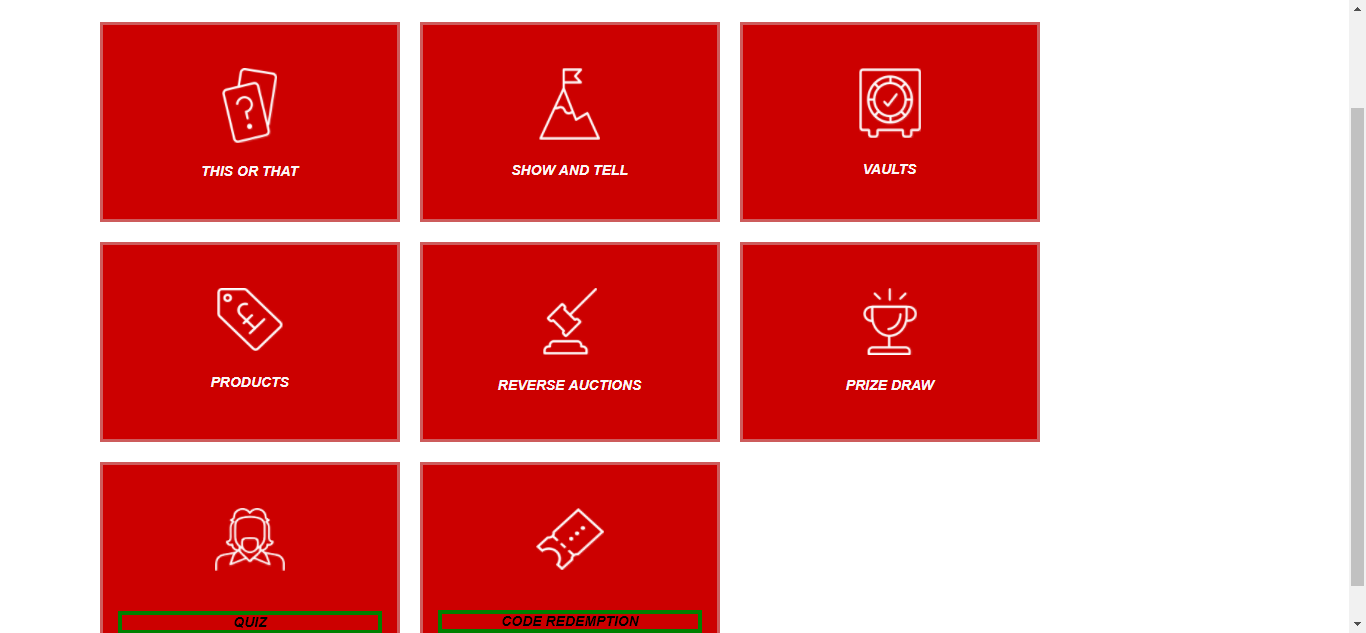 THIS OR THAT
SHOW AND TELL
VAULTS
PRODUCTS
REVERSE AUCTIONS
PRIZE DRAW
QUIZ
CODE REDEMPTION